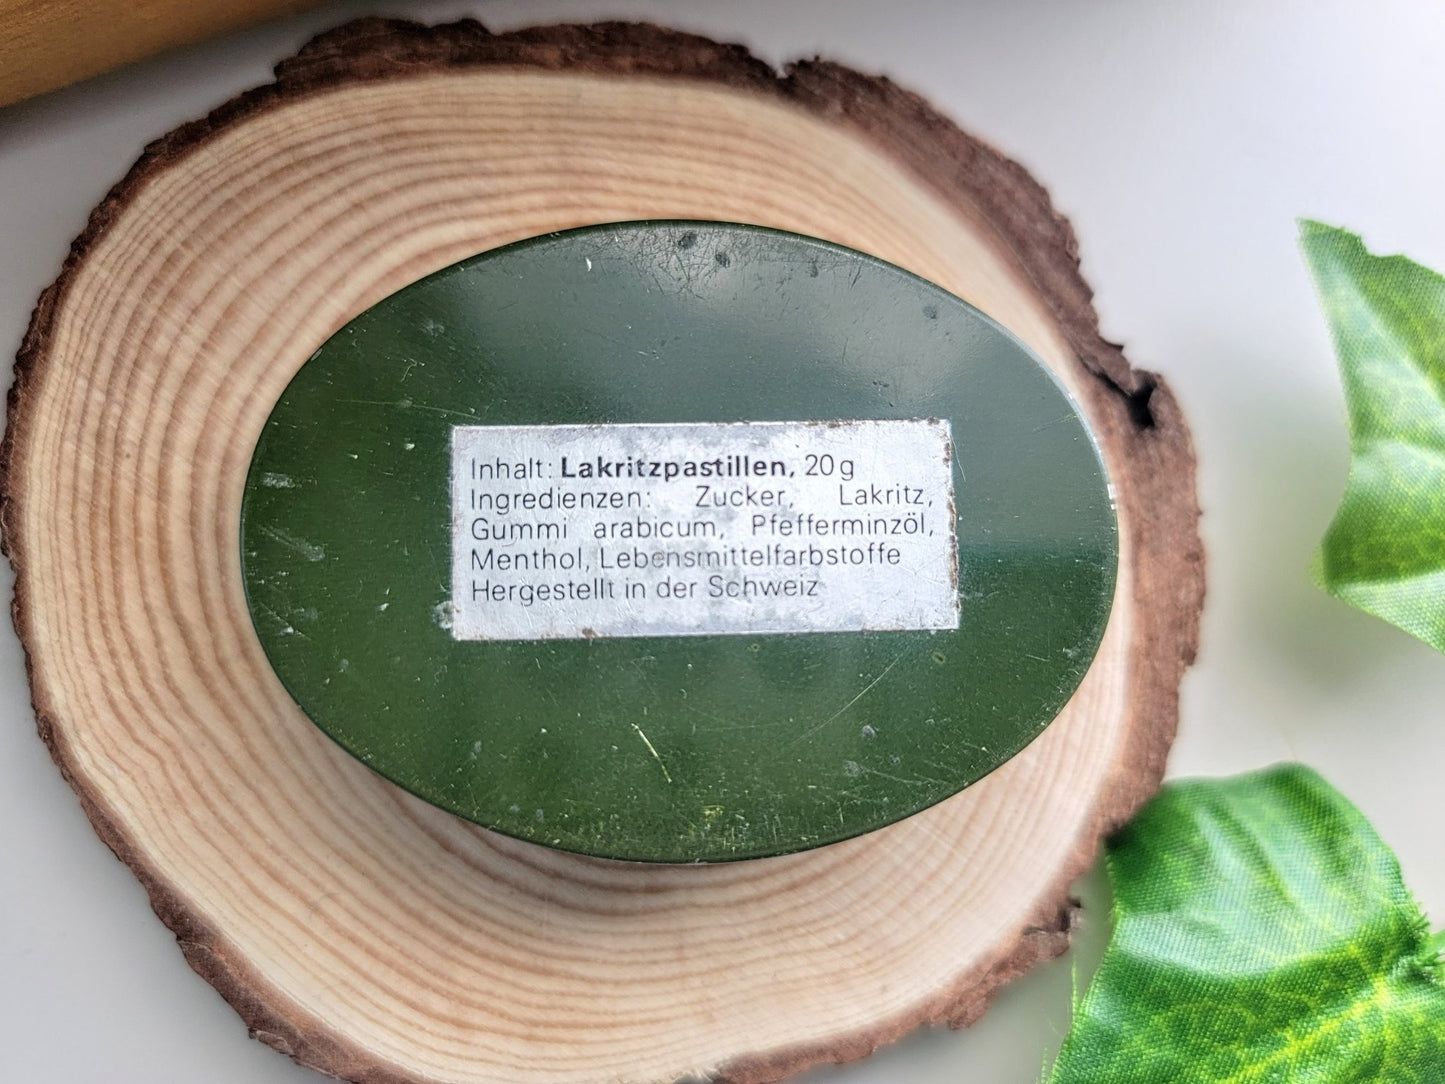 Inhalt: Lakritzpastillen, 20 g
Ingredienzen: Zucker, Lakritz,
Gummi arabicum, Pfefferminzöl,
Menthol, Lebensmittelfarbstoffe
Hergestellt in der Schweiz